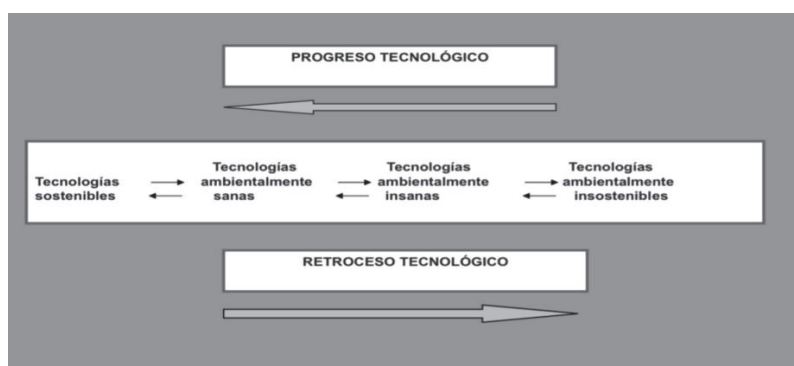 PROGRESO TECNOLÓGICO
Tecnologías
sostenibles
Tecnologías
ambientalmente
sanas
Tecnologías
ambientalmente
insanas
Tecnologías
ambientalmente
insostenibles
RETROCESO TECNOLÓGICO